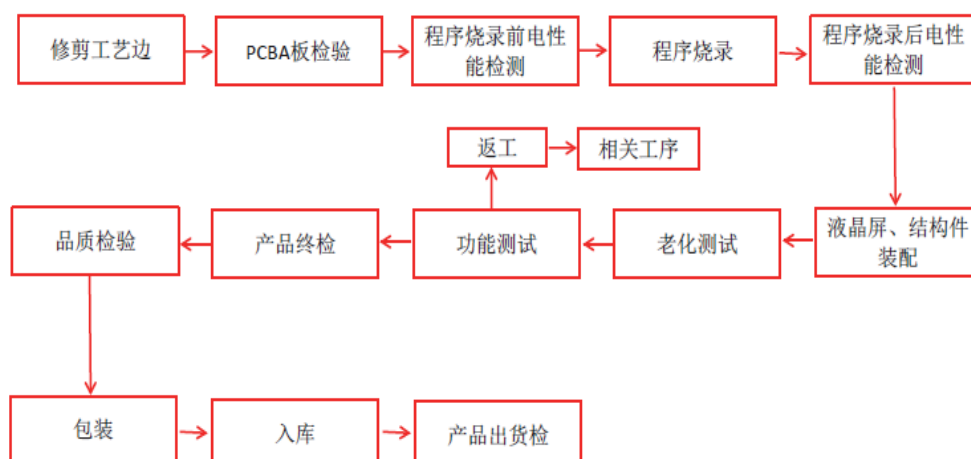 修剪工艺边
PCBA板检验
程序烧录前电性
能检测
程序烧录
程序烧录后电性
能检测
返工
相关工序
液晶屏、结构件
装配
老化测试
功能测试
产品终检
品质检验
包装
入库
产品出货检